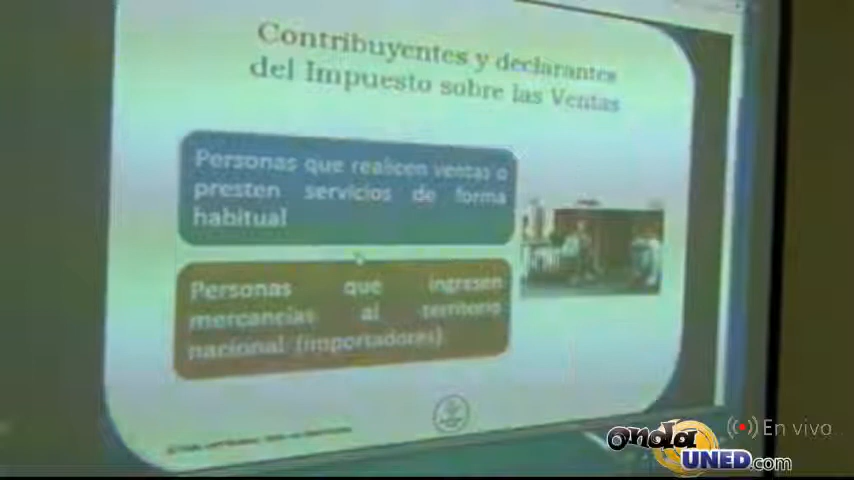 Contribuyentes y declarantes
del Impuesto sobre las Ventas
Personas que realicen ventas o
presten servicios de forma
habitual
Personas que ingresen
mercancías al territorio
nacional (importadores)
onda
UNED.com
En vivo...